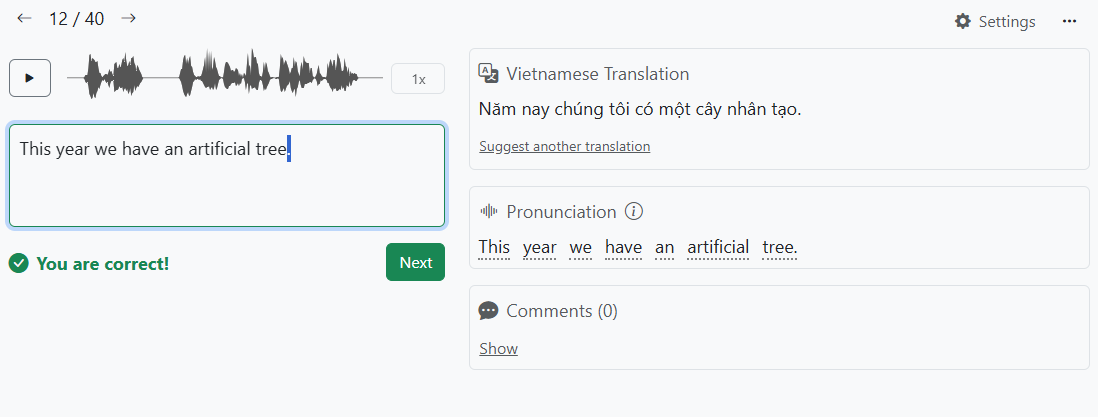 12 / 40
Settings
1x
This year we have an artificial tree.
You are correct!
Next
Vietnamese Translation
Năm nay chúng tôi có một cây nhân tạo.
Suggest another translation
Pronunciation
This year we have an artificial tree.
Comments (0)
Show